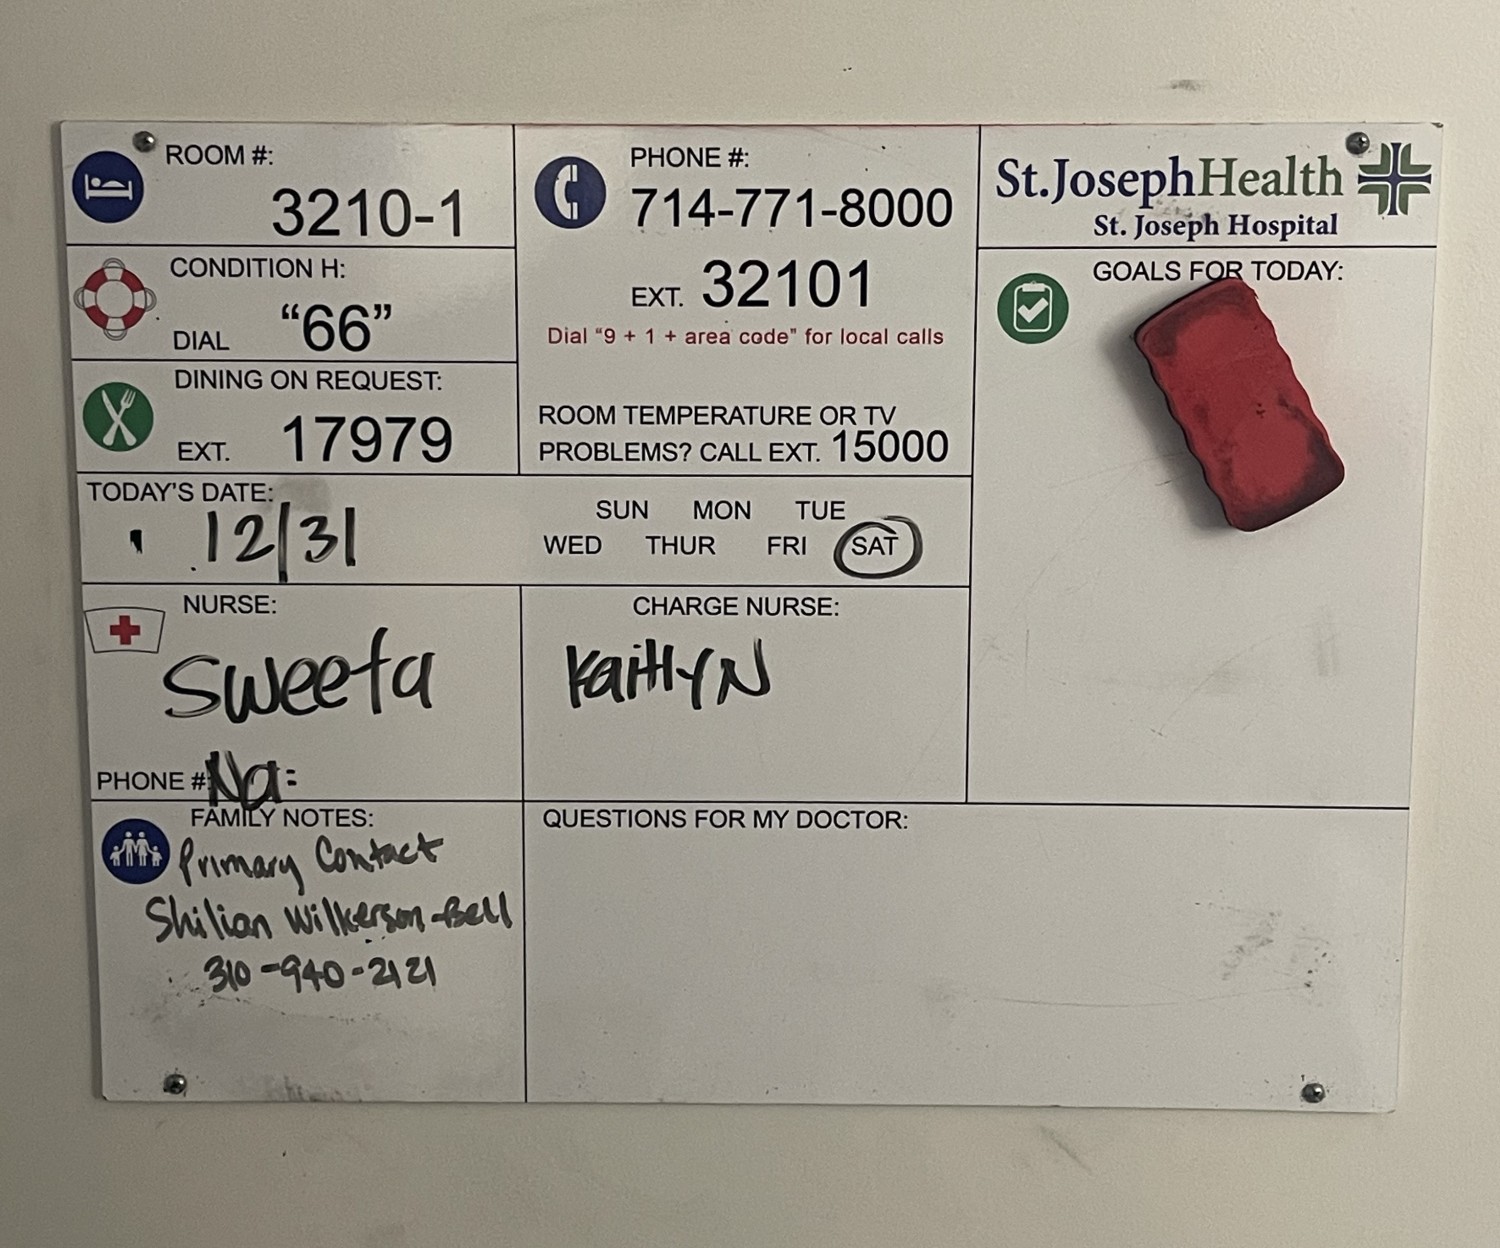 ROOM #:
3210-1
CONDITION H:
DIAL "66"
DINING ON REQUEST:
EXT. 17979
PHONE #:
714-771-8000
EXT. 32101
Dial "9 + 1 + area code" for local calls
ROOM TEMPERATURE OR TV
PROBLEMS? CALL EXT. 15000
St.JosephHealth
St. Joseph Hospital
GOALS FOR TODAY:
TODAY'S DATE:
12/31
SUN MON TUE
WED THUR FRI SAT
NURSE:
Sweeta
PHONE #: Na:
CHARGE NURSE:
KaitlyN
FAMILY NOTES:
Primary Contact
Shilian Wilkerson-Bell
310-940-2121
QUESTIONS FOR MY DOCTOR: